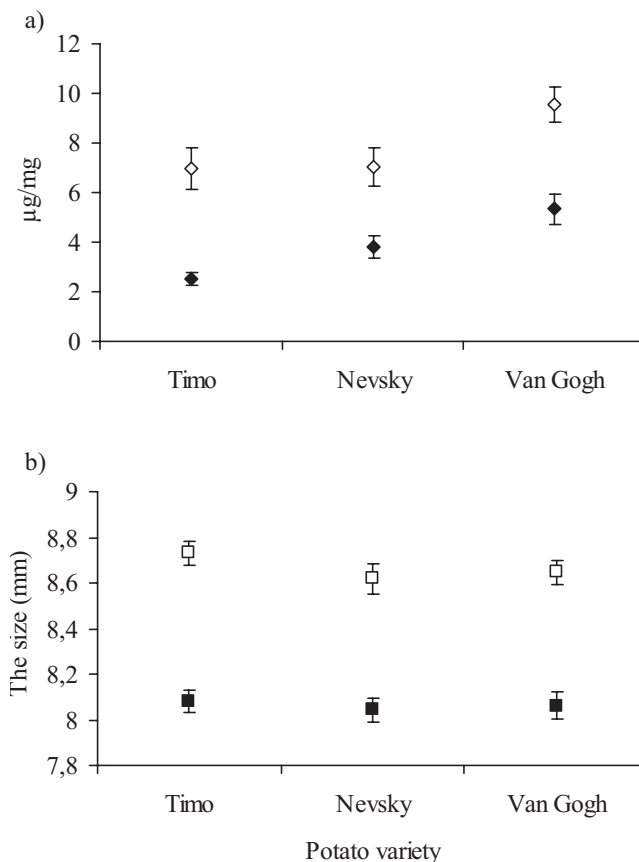 a)
12
10
8
6
4
2
0
µg/mg
Timo Nevsky Van Gogh
b)
9
8,8
8,6
8,4
8,2
8
7,8
The size (mm)
Timo Nevsky Van Gogh
Potato variety